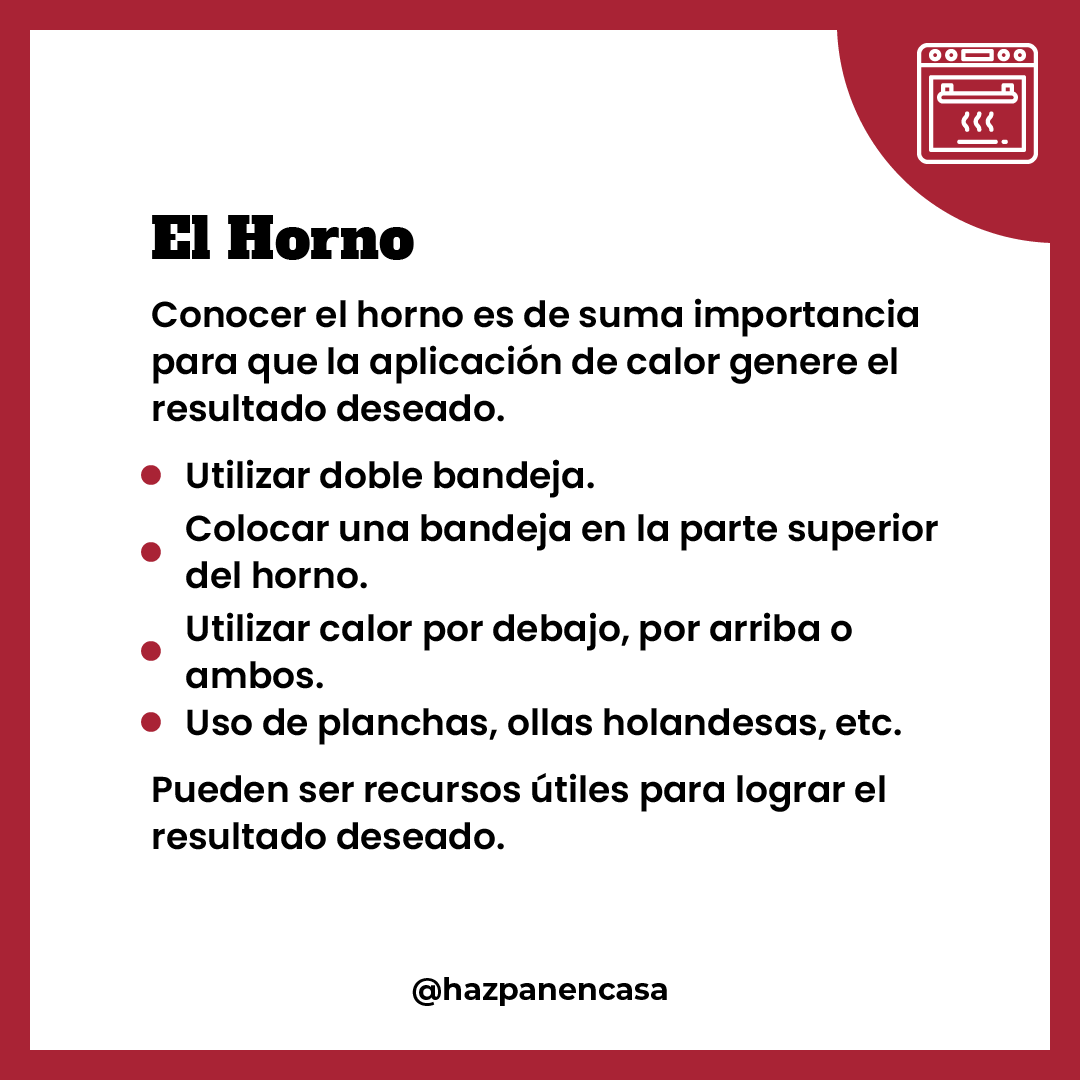 El Horno
Conocer el horno es de suma importancia
para que la aplicación de calor genere el
resultado deseado.
Utilizar doble bandeja.
Colocar una bandeja en la parte superior
del horno.
Utilizar calor por debajo, por arriba o
ambos.
Uso de planchas, ollas holandesas, etc.
Pueden ser recursos útiles para lograr el
resultado deseado.
@hazpanencasa